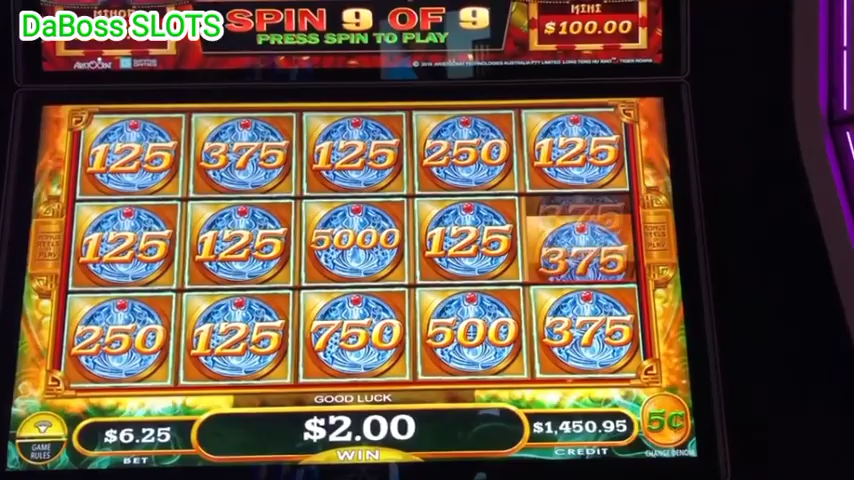 DaBoss SLOTS
SPIN 9 OF 9
PRESS SPIN TO PLAY
MINI
$100.00
125 375 125 250 125
125 125 5000 125 375
250 125 750 500 375
GOOD LUCK
GAME RULES
$6.25
BET
$2.00
WIN
$1,450.95
CREDIT
5¢